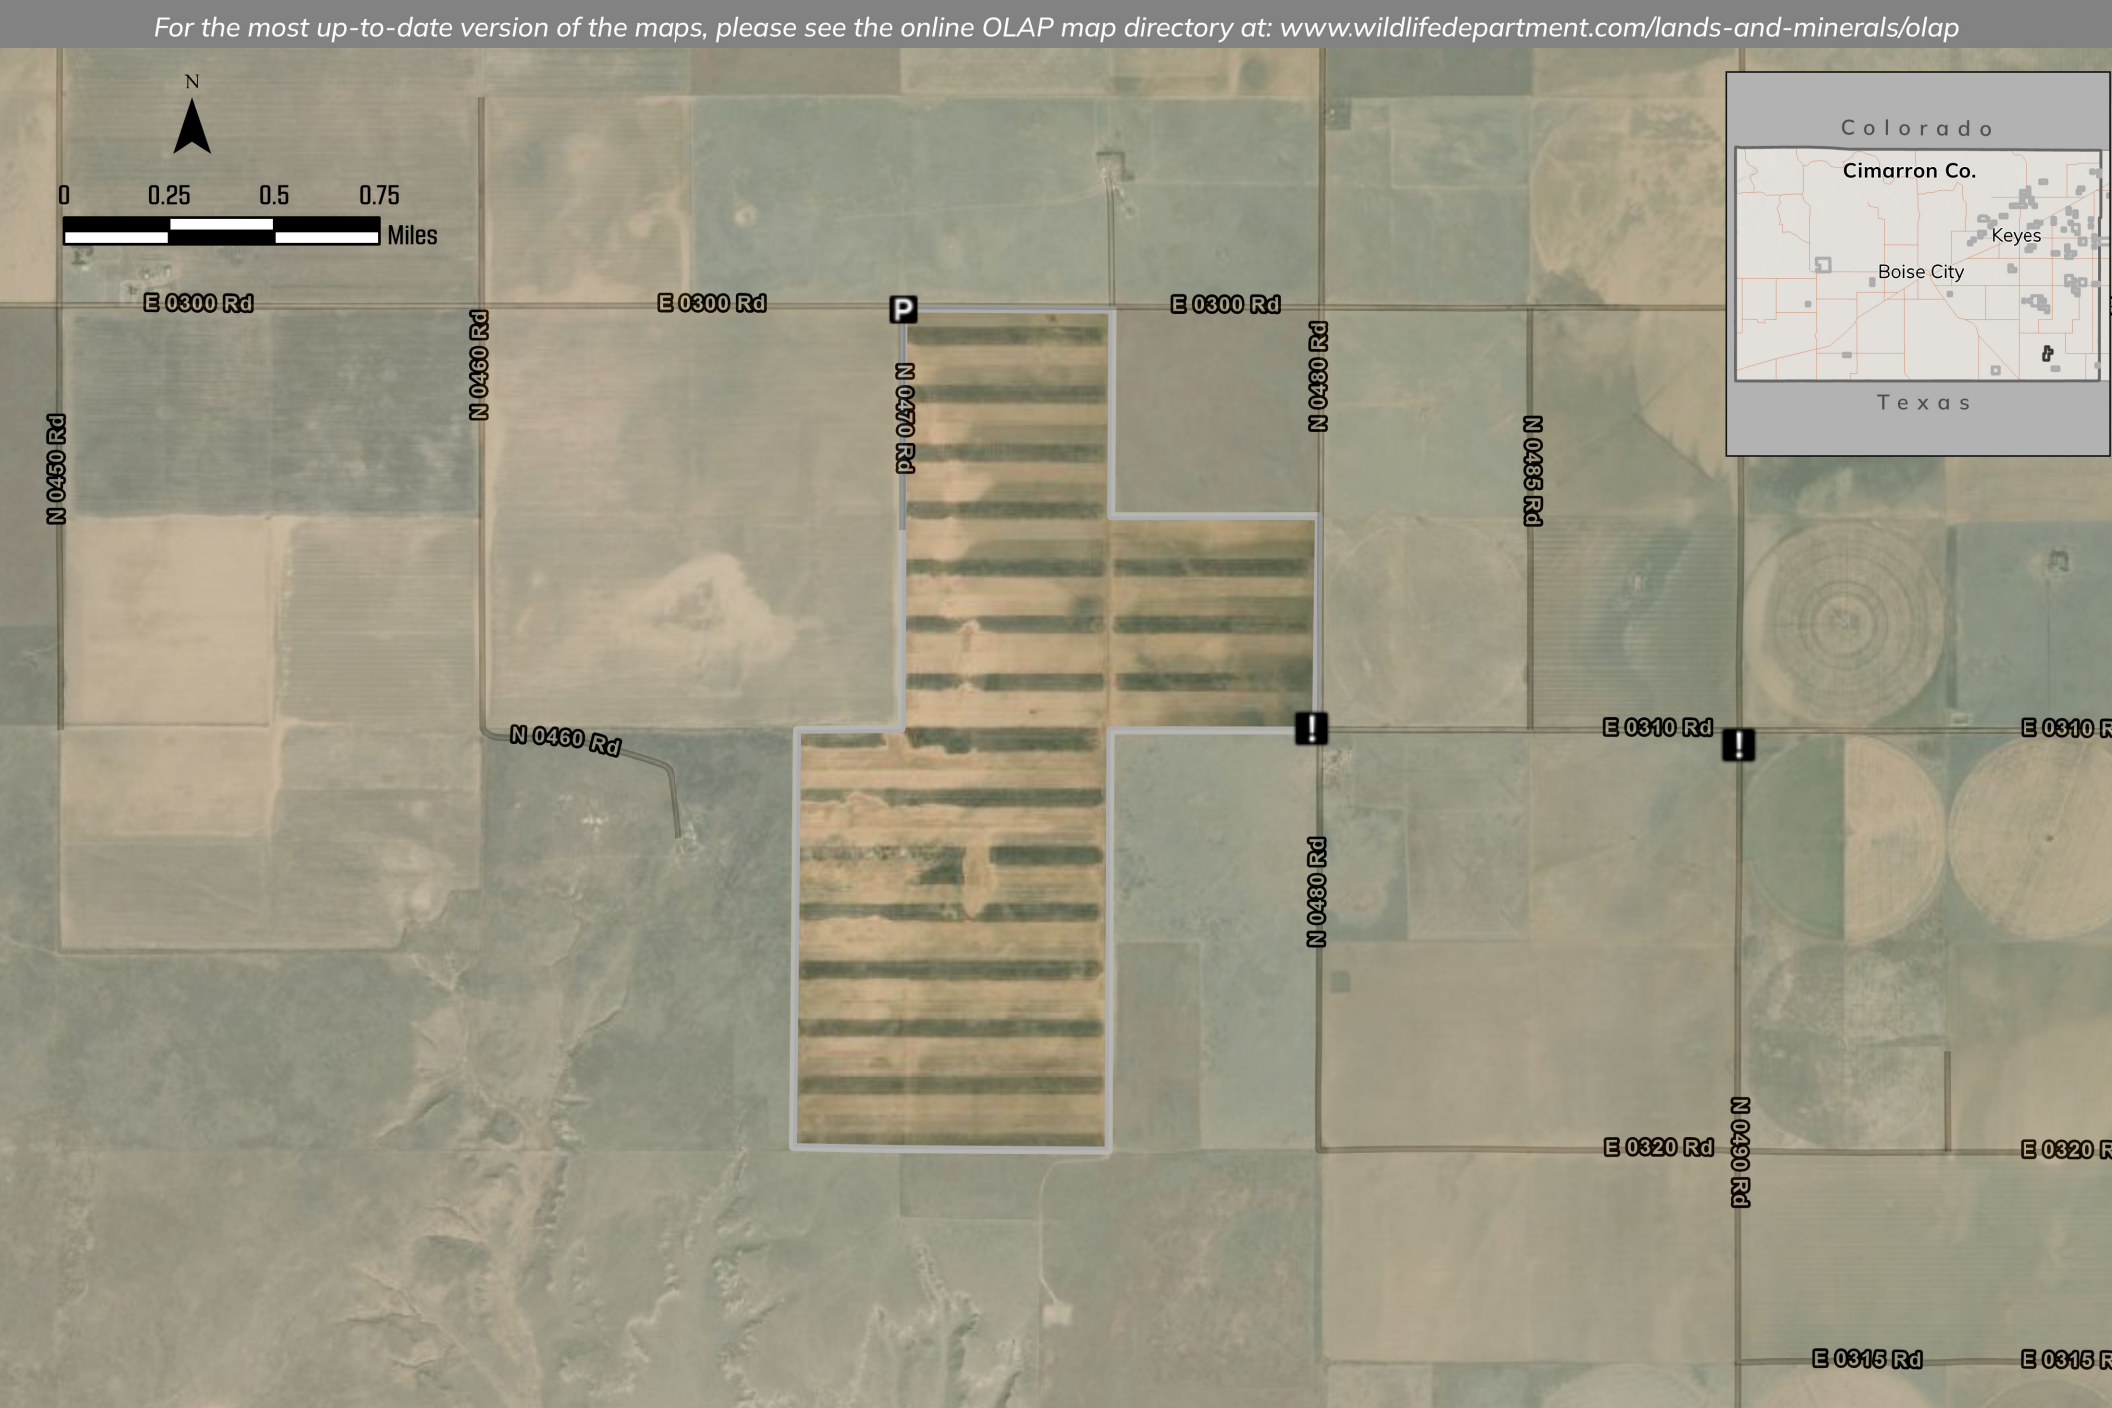 For the most up-to-date version of the maps, please see the online OLAP map directory at: www.wildlifedepartment.com/lands-and-minerals/olap
N
0 0.25 0.5 0.75
Miles
Colorado
Cimarron Co.
Keyes
Boise City
Texas
E 0300 Rd
E 0300 Rd
P
E 0300 Rd
N 0450 Rd
N 0460 Rd
N 0470 Rd
N 0480 Rd
N 0485 Rd
N 0460 Rd
!
E 0310 Rd
!
E 0310 R
N 0480 Rd
E 0320 Rd
N 0490 Rd
E 0320 R
E 0315 Rd
E 0315 R